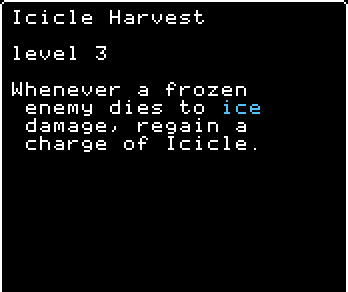 Icicle Harvest
level 3
Whenever a frozen
enemy dies to ice
damage, regain a
charge of Icicle.